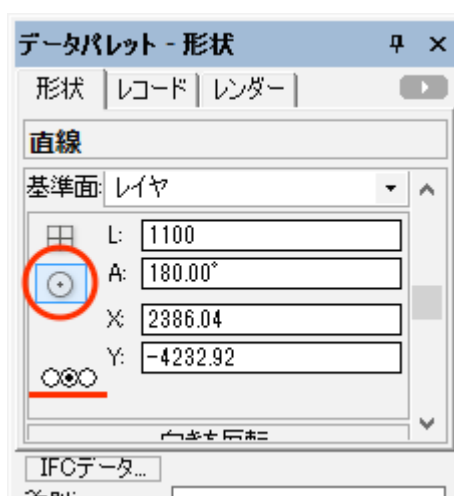 データパレット - 形状
形状 レコード レンダー
直線
基準面: レイヤ
L: 1100
A: 180.00°
X: 2386.04
Y: -4232.92
IFCデータ...